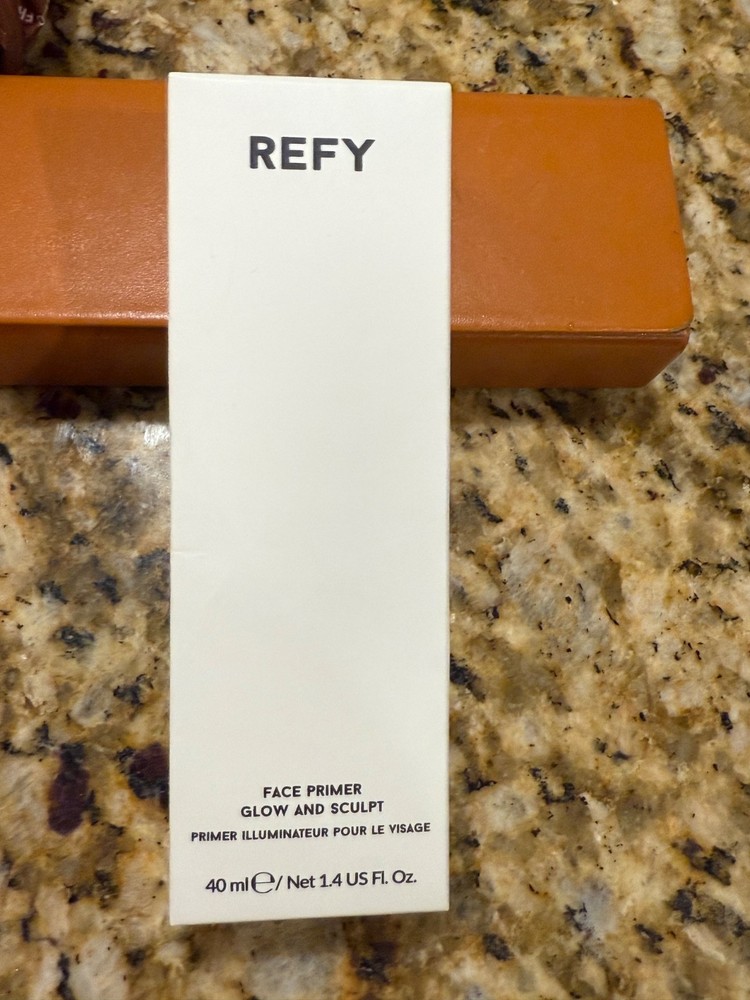 REFY
FACE PRIMER
GLOW AND SCULPT
PRIMER ILLUMINATEUR POUR LE VISAGE
40 ml ℮ / Net 1.4 US Fl. Oz.